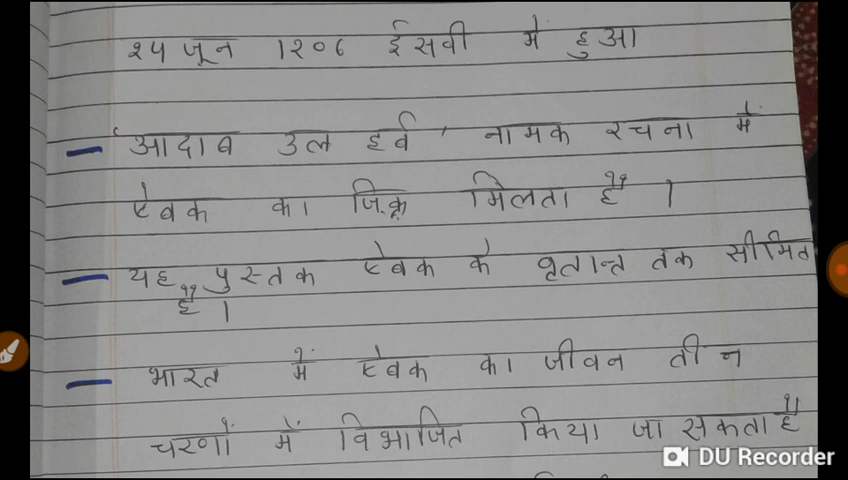 २५ जून १२०६ ईसवी में हुआ
– 'आदाब उल हर्ब' नामक रचना में
ऐबक का जिक्र मिलता है ।
– यह पुस्तक ऐबक के वृतान्त तक सीमित
है ।
– भारत में ऐबक का जीवन तीन
चरणों में विभाजित किया जा सकता है
DU Recorder